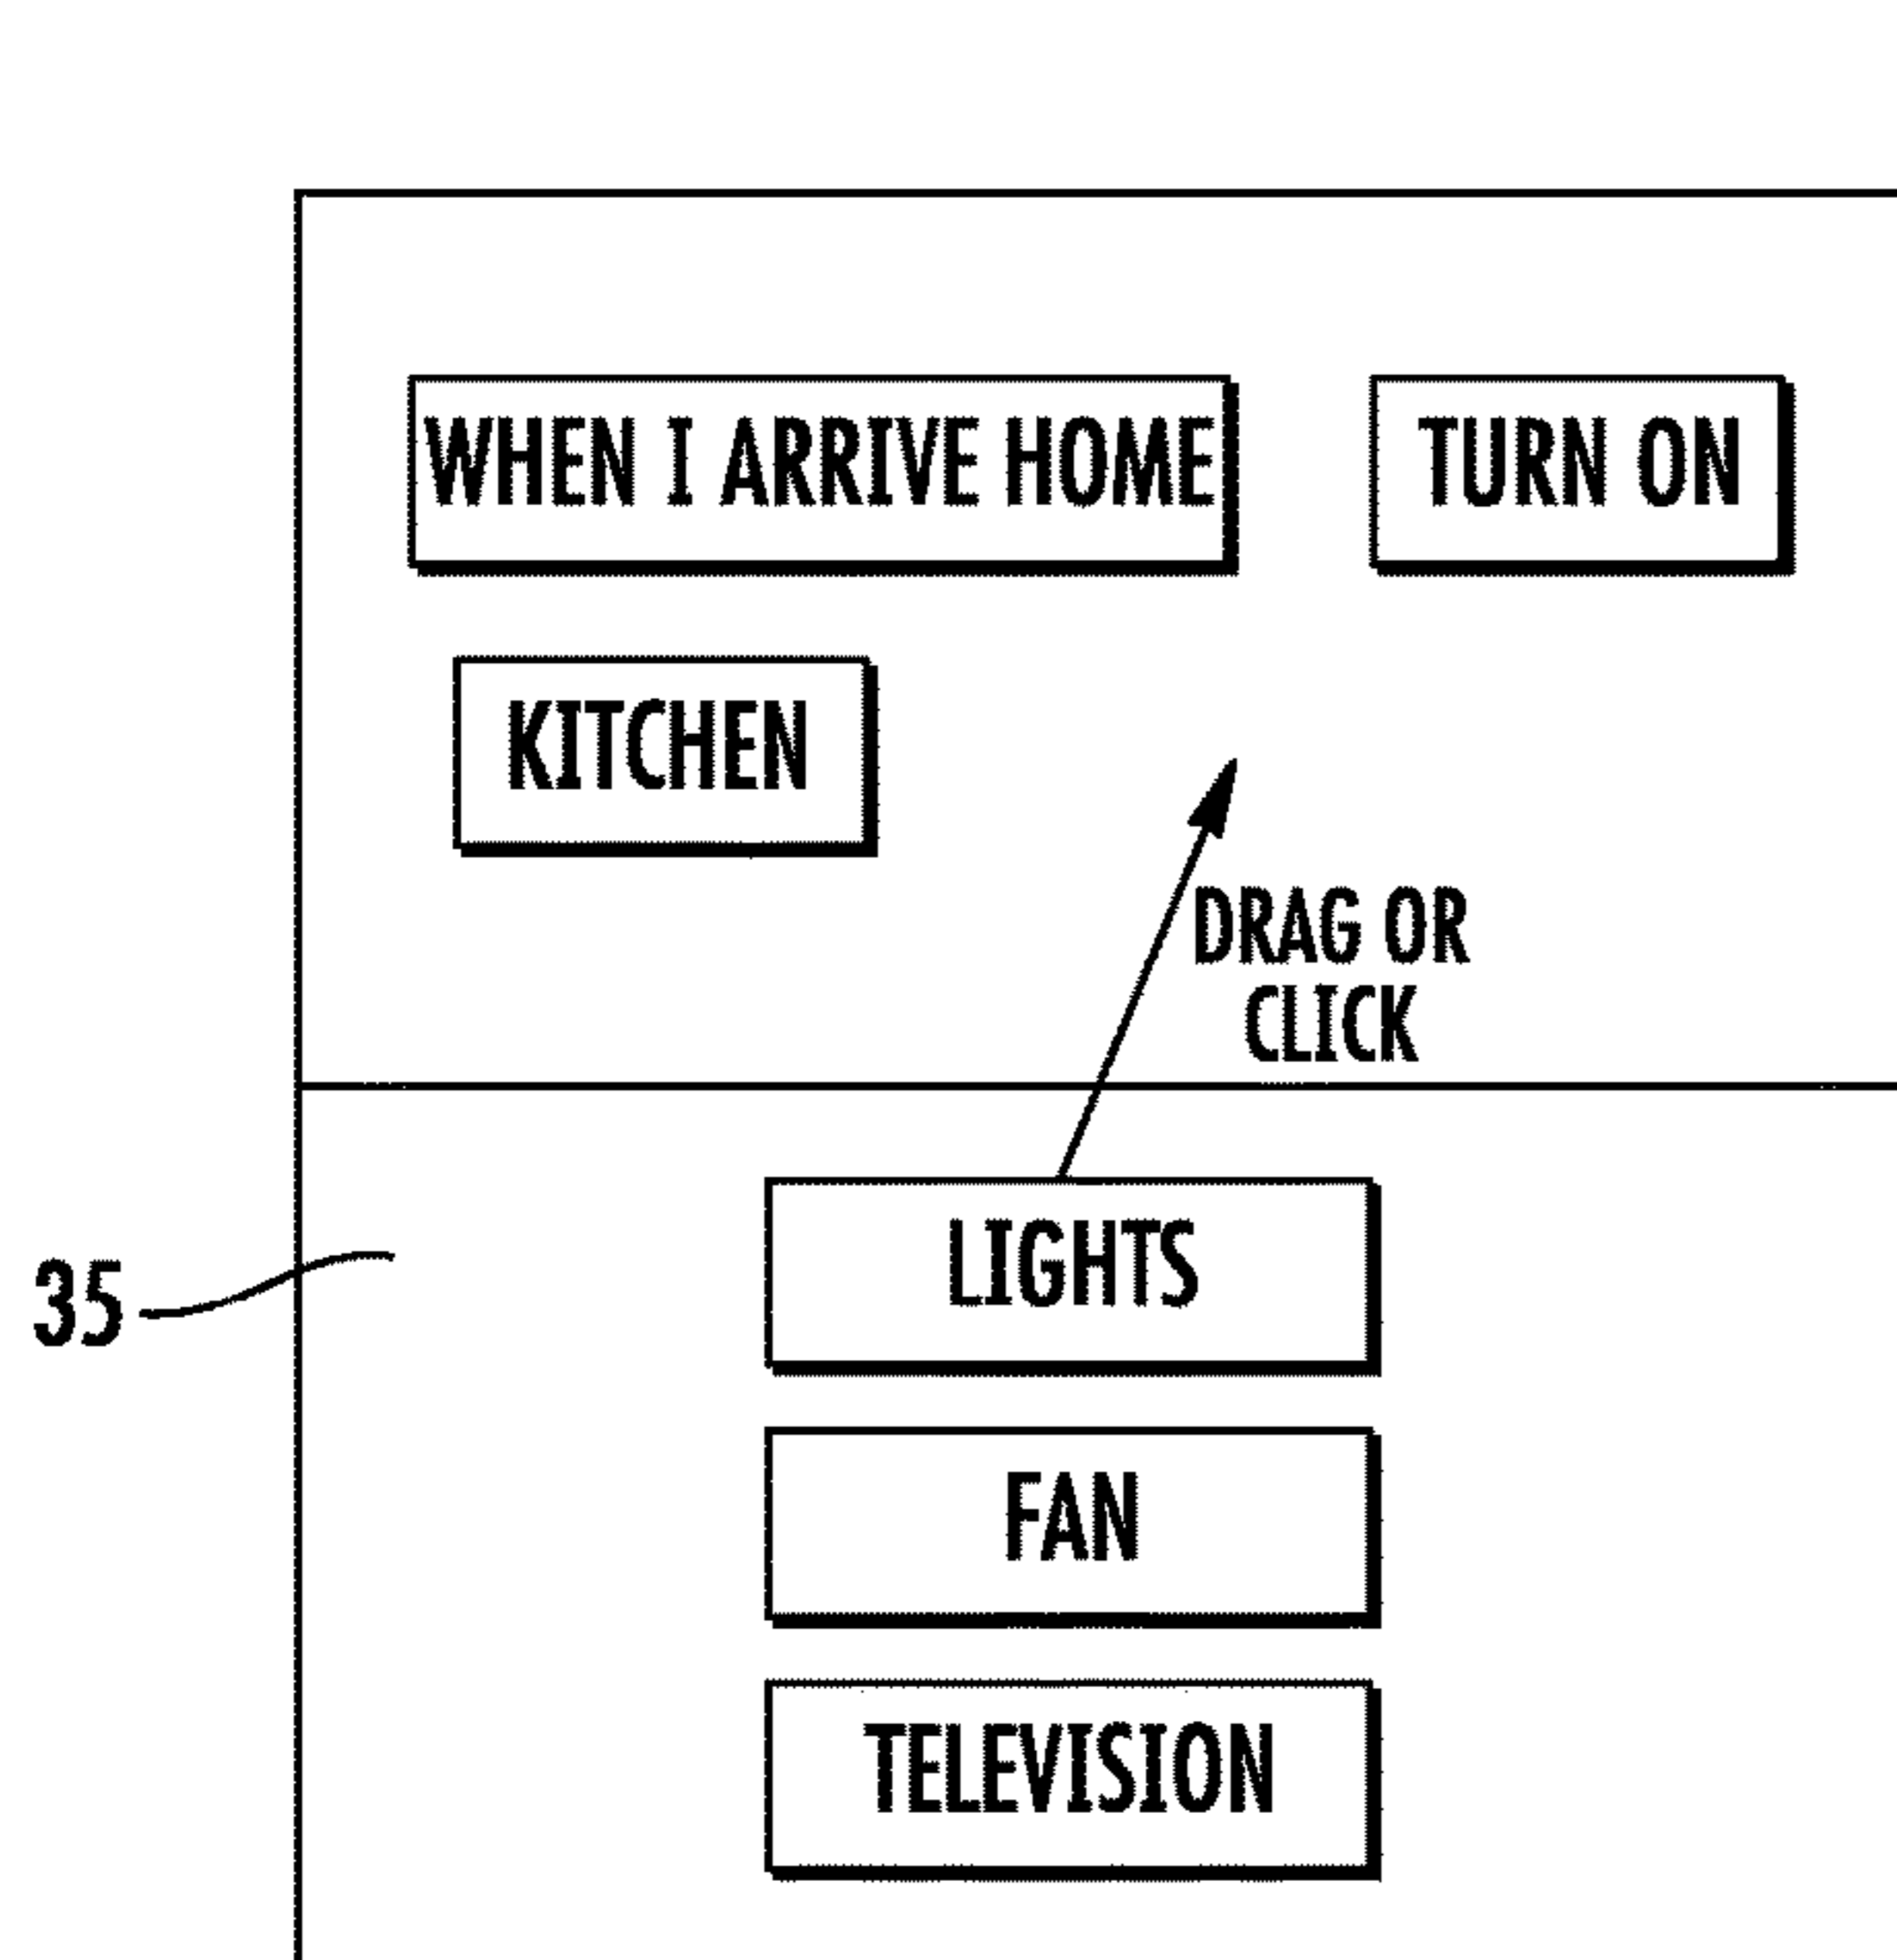 WHEN I ARRIVE HOME
TURN ON
KITCHEN
DRAG OR
CLICK
LIGHTS
35
FAN
TELEVISION